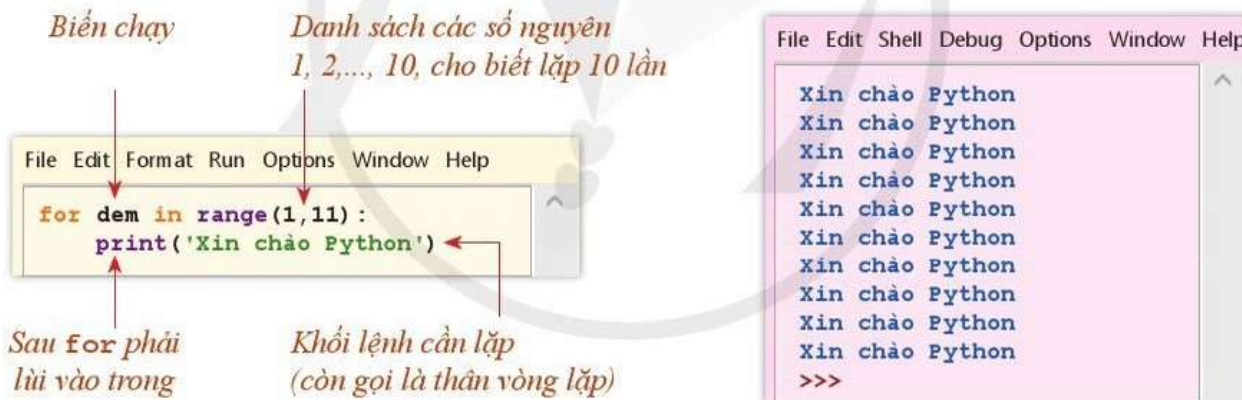 Biến chạy
Danh sách các số nguyên
1, 2,..., 10, cho biết lặp 10 lần
File Edit Format Run Options Window Help
for dem in range(1,11):
print('Xin chào Python')
Sau for phải
lùi vào trong
Khối lệnh cần lặp
(còn gọi là thân vòng lặp)
File Edit Shell Debug Options Window Help
Xin chào Python
Xin chào Python
Xin chào Python
Xin chào Python
Xin chào Python
Xin chào Python
Xin chào Python
Xin chào Python
Xin chào Python
Xin chào Python
>>>